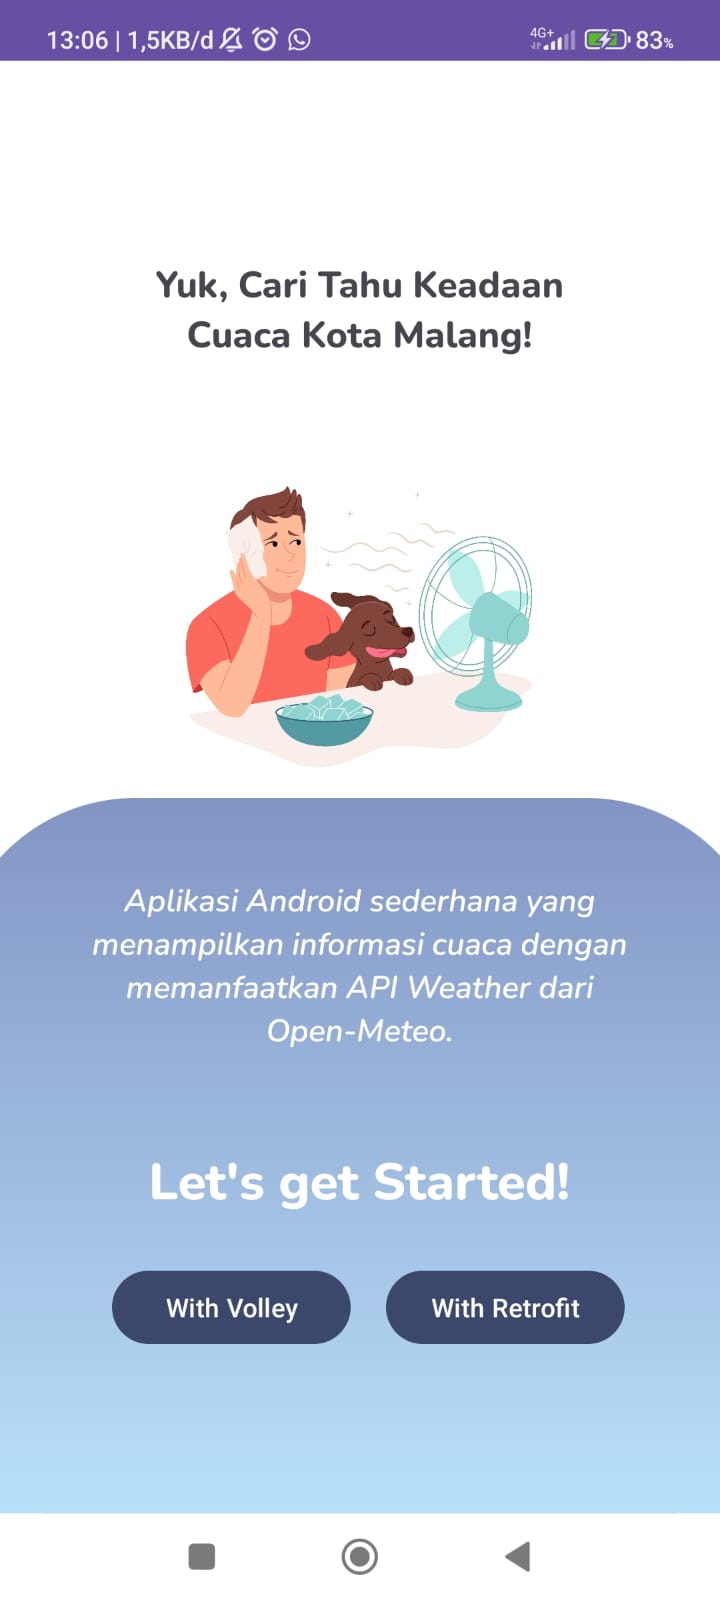 13:06 | 1,5KB/d 4G+ 83%
Yuk, Cari Tahu Keadaan
Cuaca Kota Malang!
Aplikasi Android sederhana yang
menampilkan informasi cuaca dengan
memanfaatkan API Weather dari
Open-Meteo.
Let's get Started!
With Volley With Retrofit